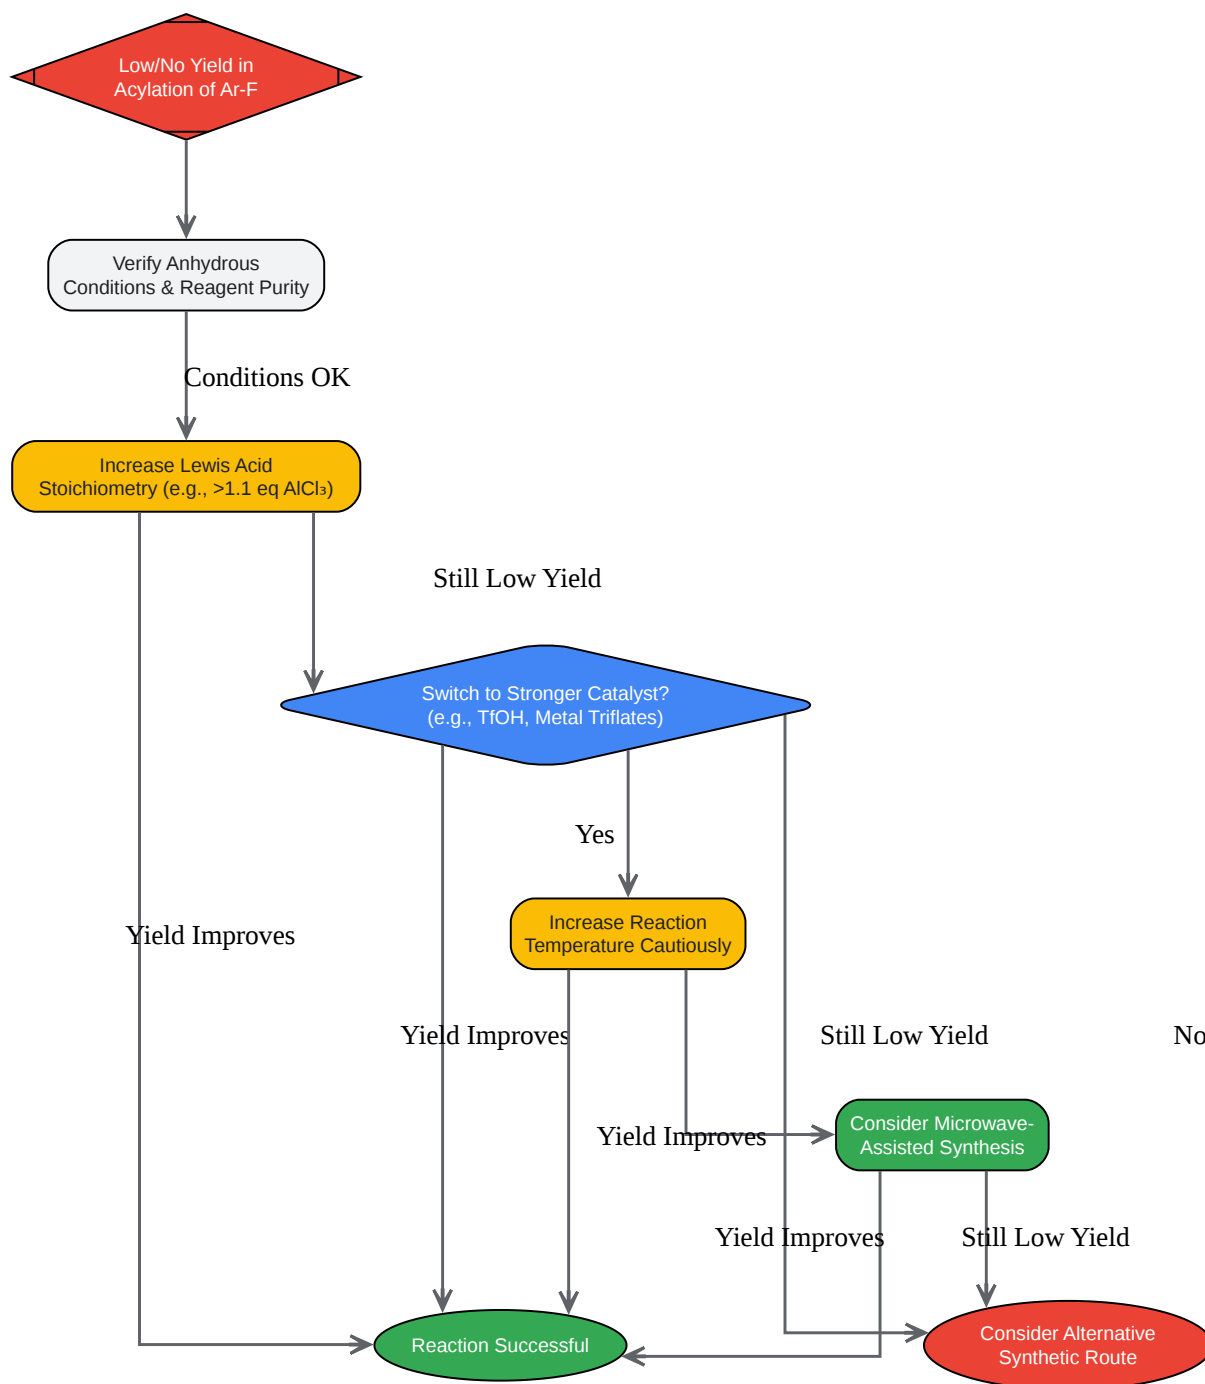 Low/No Yield in
Acylation of Ar-F
Verify Anhydrous
Conditions & Reagent Purity
Conditions OK
Increase Lewis Acid
Stoichiometry (e.g., >1.1 eq AlCl₃)
Still Low Yield
Switch to Stronger Catalyst?
(e.g., TfOH, Metal Triflates)
Yes
Increase Reaction
Temperature Cautiously
Yield Improves
Yield Improves
Still Low Yield
No
Consider Microwave-
Assisted Synthesis
Yield Improves
Yield Improves
Still Low Yield
Reaction Successful
Consider Alternative
Synthetic Route